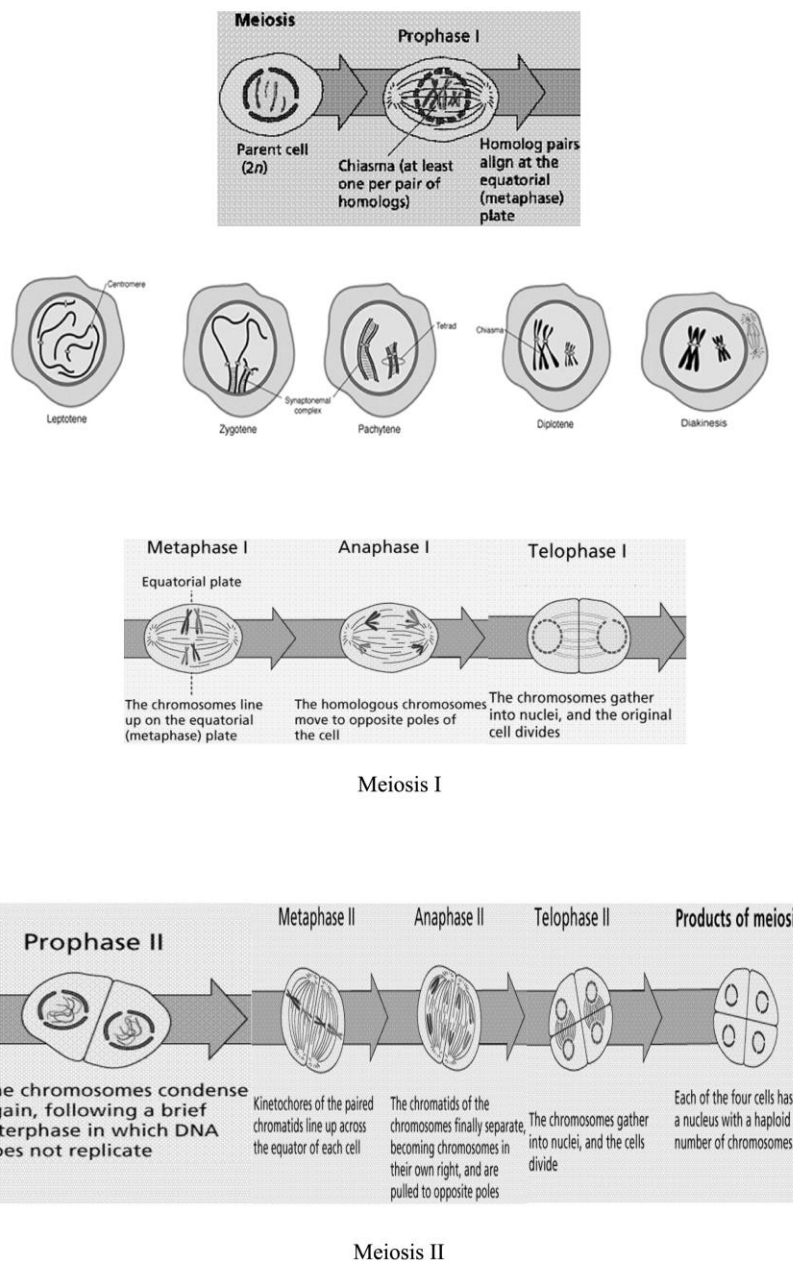 Meiosis
Prophase I
Parent cell
(2n)
Chiasma (at least
one per pair of
homologs)
Homolog pairs
align at the
equatorial
(metaphase)
plate
Centromere
Leptotene
Zygotene
Synaptonemal
complex
Pachytene
Tetrad
Chiasma
Diplotene
Diakinesis
Metaphase I
Equatorial plate
The chromosomes line
up on the equatorial
(metaphase) plate
Anaphase I
The homologous chromosomes
move to opposite poles of
the cell
Telophase I
The chromosomes gather
into nuclei, and the original
cell divides
Meiosis I
Prophase II
he chromosomes condense
gain, following a brief
terphase in which DNA
oes not replicate
Metaphase II
Kinetochores of the paired
chromatids line up across
the equator of each cell
Anaphase II
The chromatids of the
chromosomes finally separate,
becoming chromosomes in
their own right, and are
pulled to opposite poles
Telophase II
The chromosomes gather
into nuclei, and the cells
divide
Products of meiosi
Each of the four cells has
a nucleus with a haploid
number of chromosomes
Meiosis II